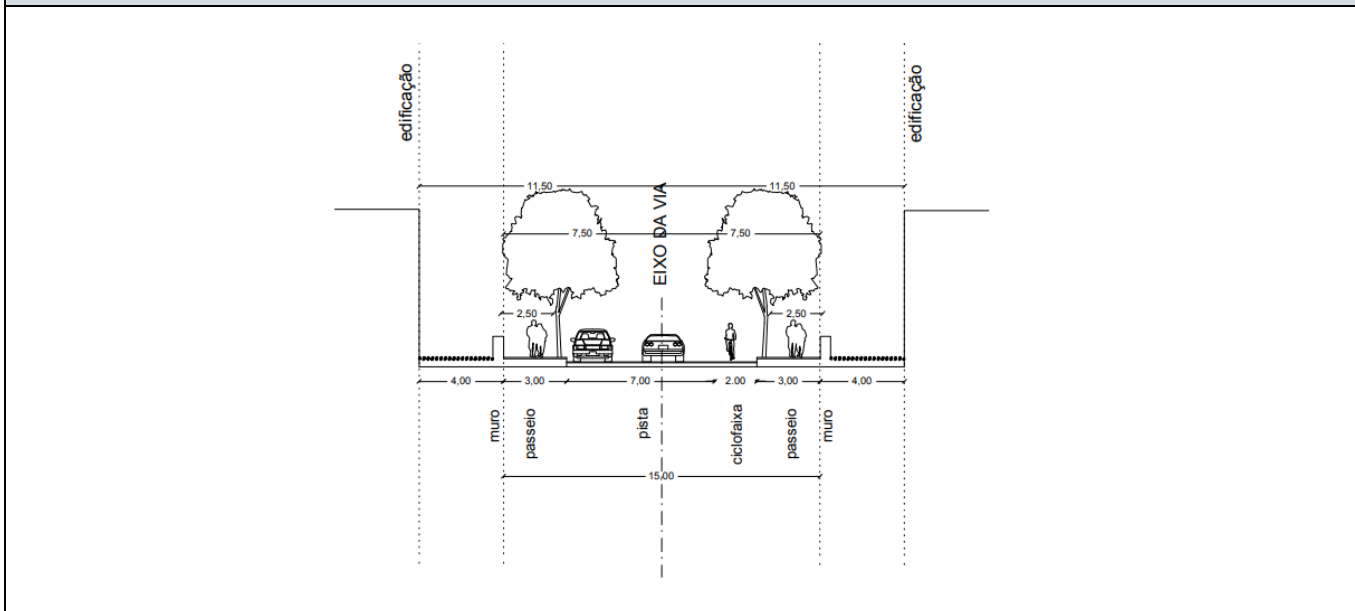 edificação
edificação
11,50
11,50
EIXO DA VIA
7,50
7,50
2,50
2,50
4,00
3,00
7,00
2.00
3,00
4,00
muro
passeio
pista
ciclofaixa
passeio
muro
15,00